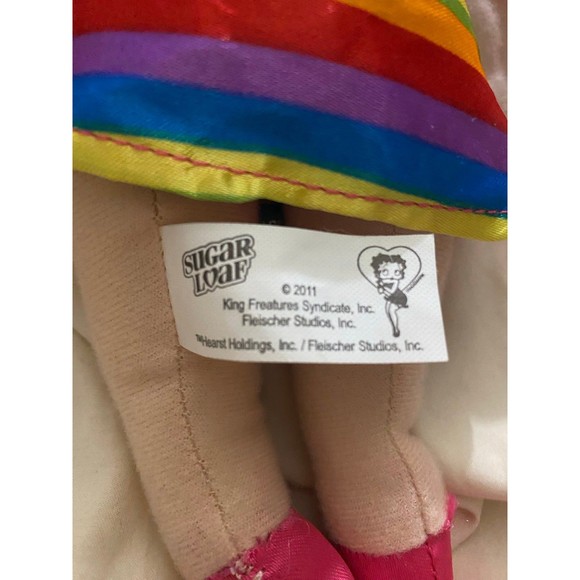 SUGAR
LOAF
© 2011
King Freatures Syndicate, Inc.
Fleischer Studios, Inc.
™Hearst Holdings, Inc. / Fleischer Studios, Inc.